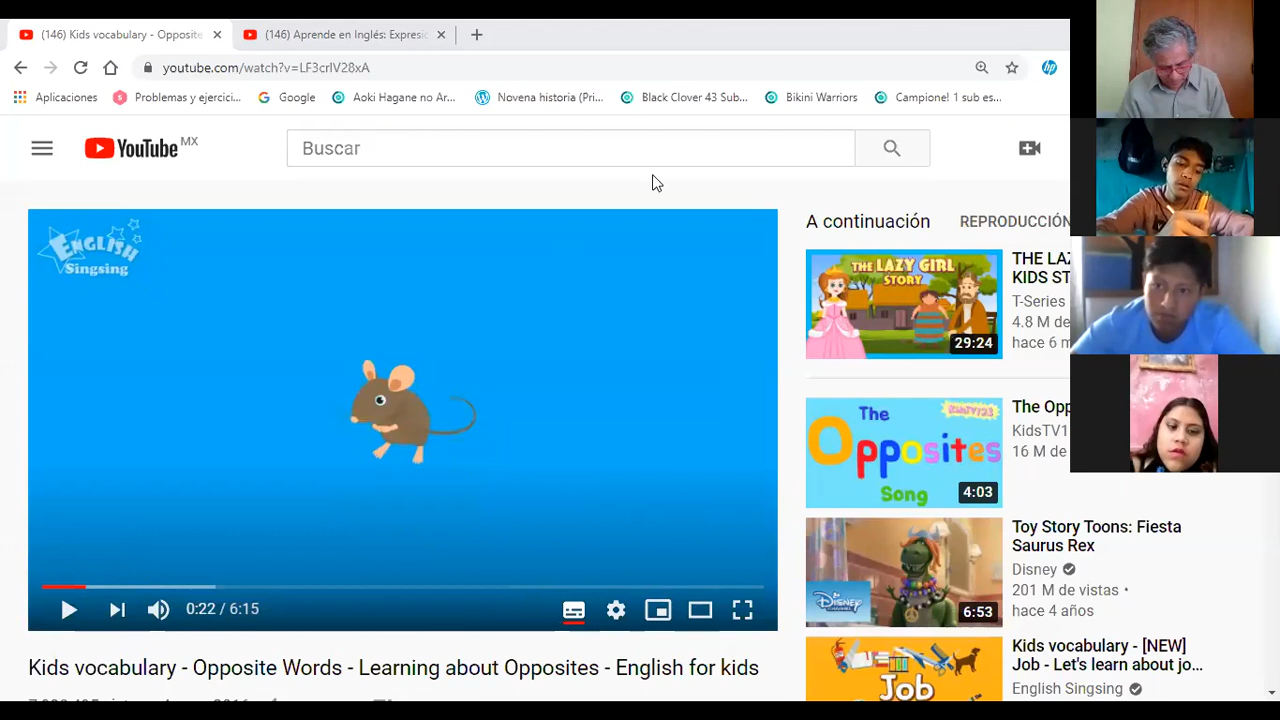 (146) Kids vocabulary - Opposite
(146) Aprende en Inglés: Expresi
youtube.com/watch?v=LF3crlV28xA
Aplicaciones
Problemas y ejercici...
Google
Aoki Hagane no Ar...
Novena historia (Pri...
Black Clover 43 Sub...
Bikini Warriors
Campione! 1 sub es...
YouTube MX
Buscar
ENGLISH
Singsing
0:22 / 6:15
Kids vocabulary - Opposite Words - Learning about Opposites - English for kids
A continuación
REPRODUCCIÓN
THE LAZY GIRL
STORY
29:24
THE LAZ
KIDS ST
T-Series
4.8 M de
hace 6 m
KidsTV123
The
Opposites
Song
4:03
The Opp
KidsTV1
16 M de
Disney
6:53
Toy Story Toons: Fiesta
Saurus Rex
Disney
201 M de vistas •
hace 4 años
Job
Kids vocabulary - [NEW]
Job - Let's learn about jo...
English Singsing